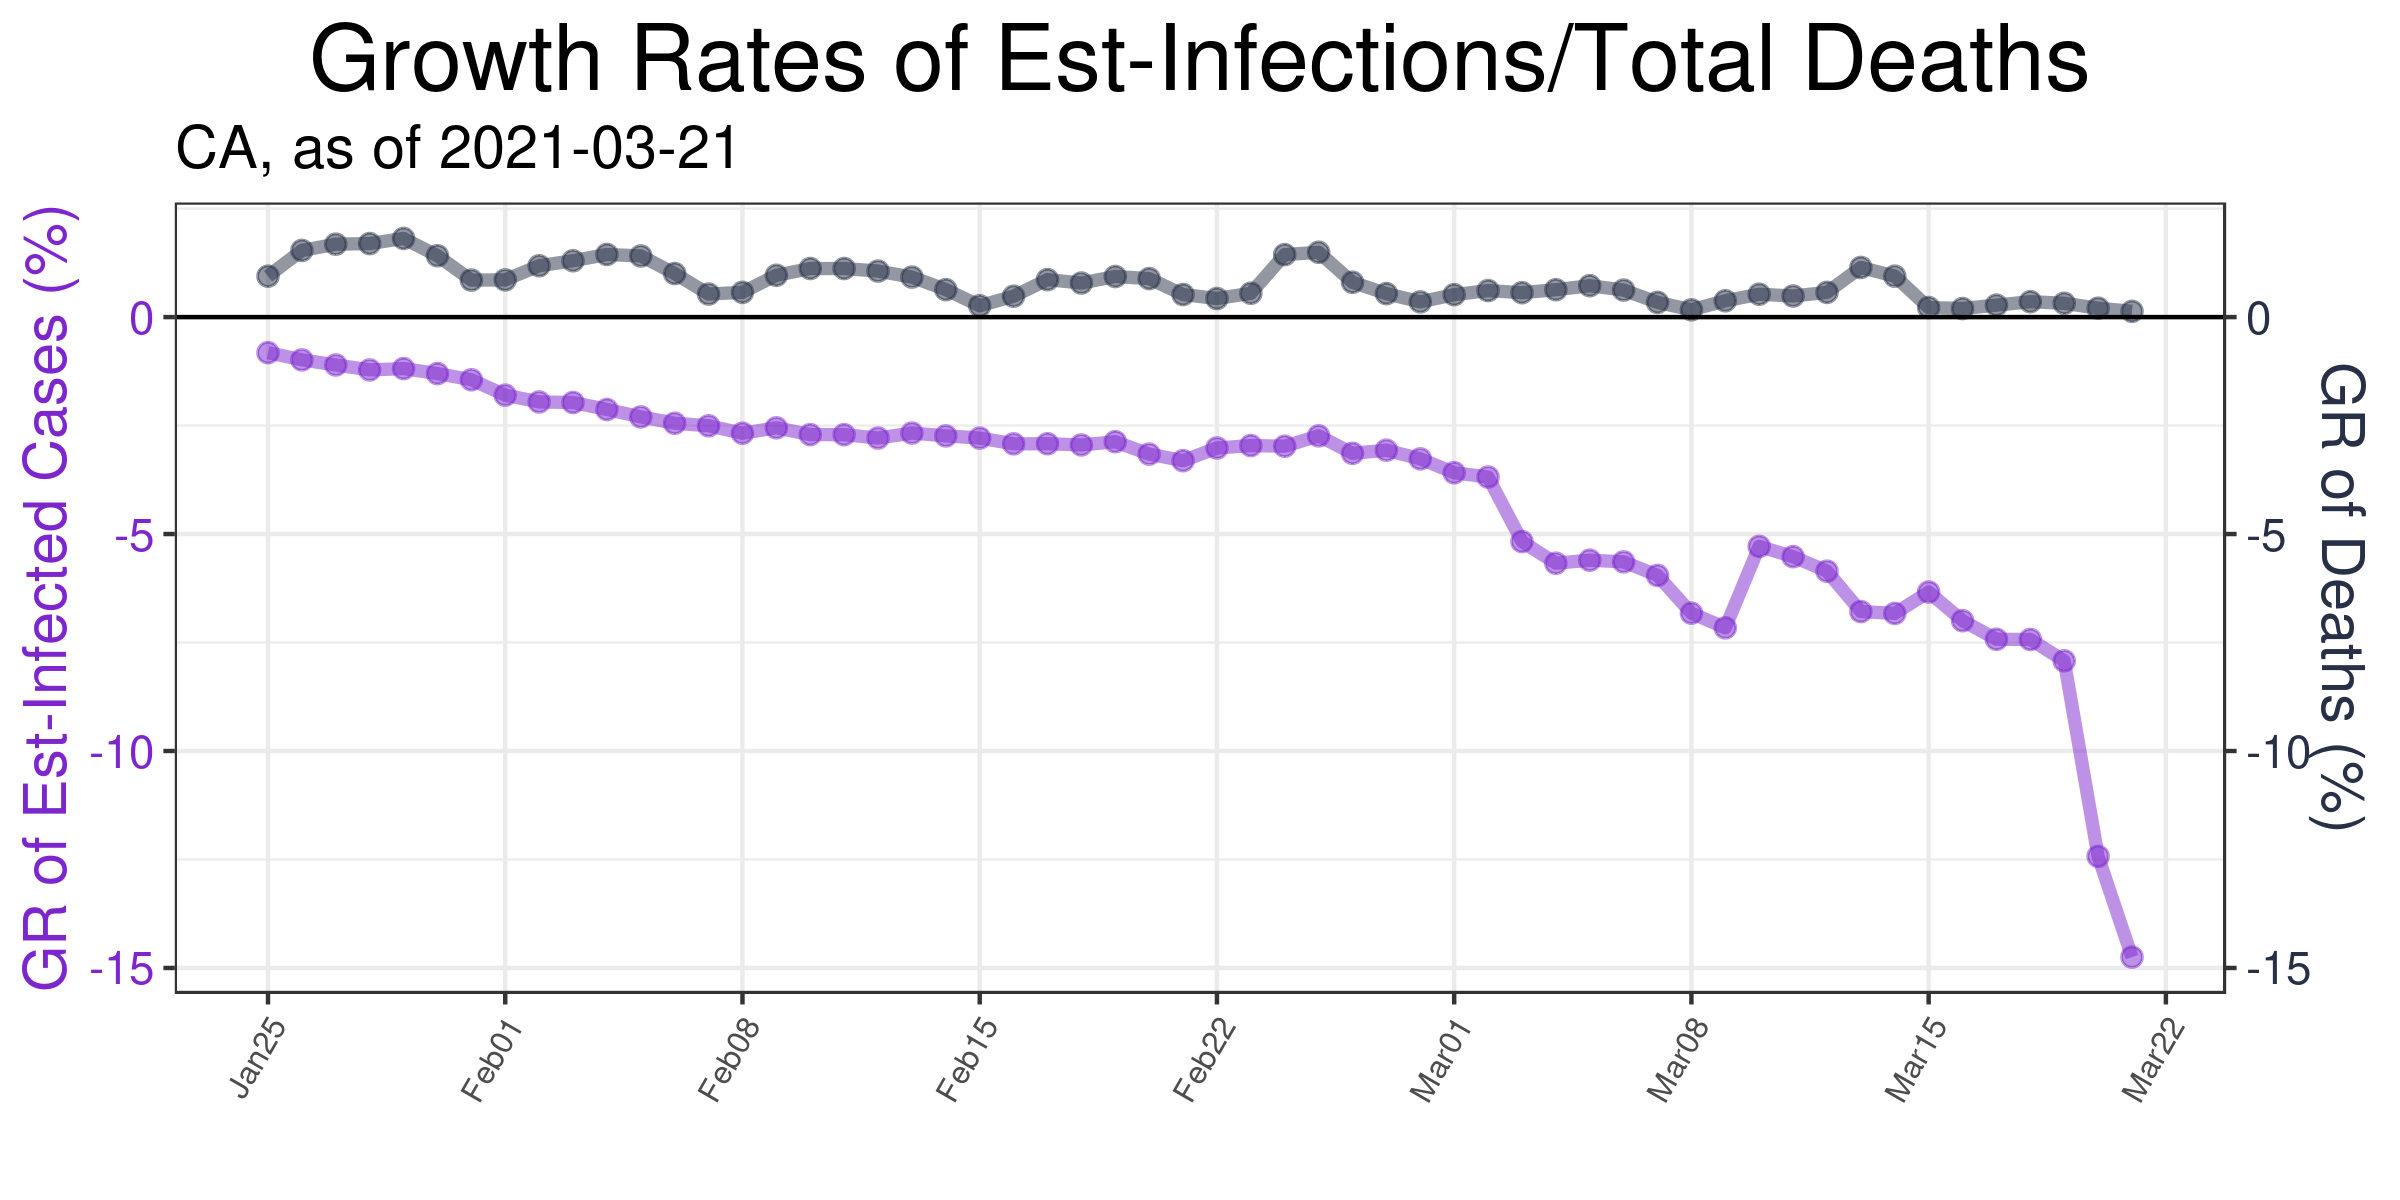 Growth Rates of Est-Infections/Total Deaths
CA, as of 2021-03-21
GR of Est-Infected Cases (%)
0
-5
-10
-15
0
-5
-10
-15
GR of Deaths (%)
Jan25
Feb01
Feb08
Feb15
Feb22
Mar01
Mar08
Mar15
Mar22